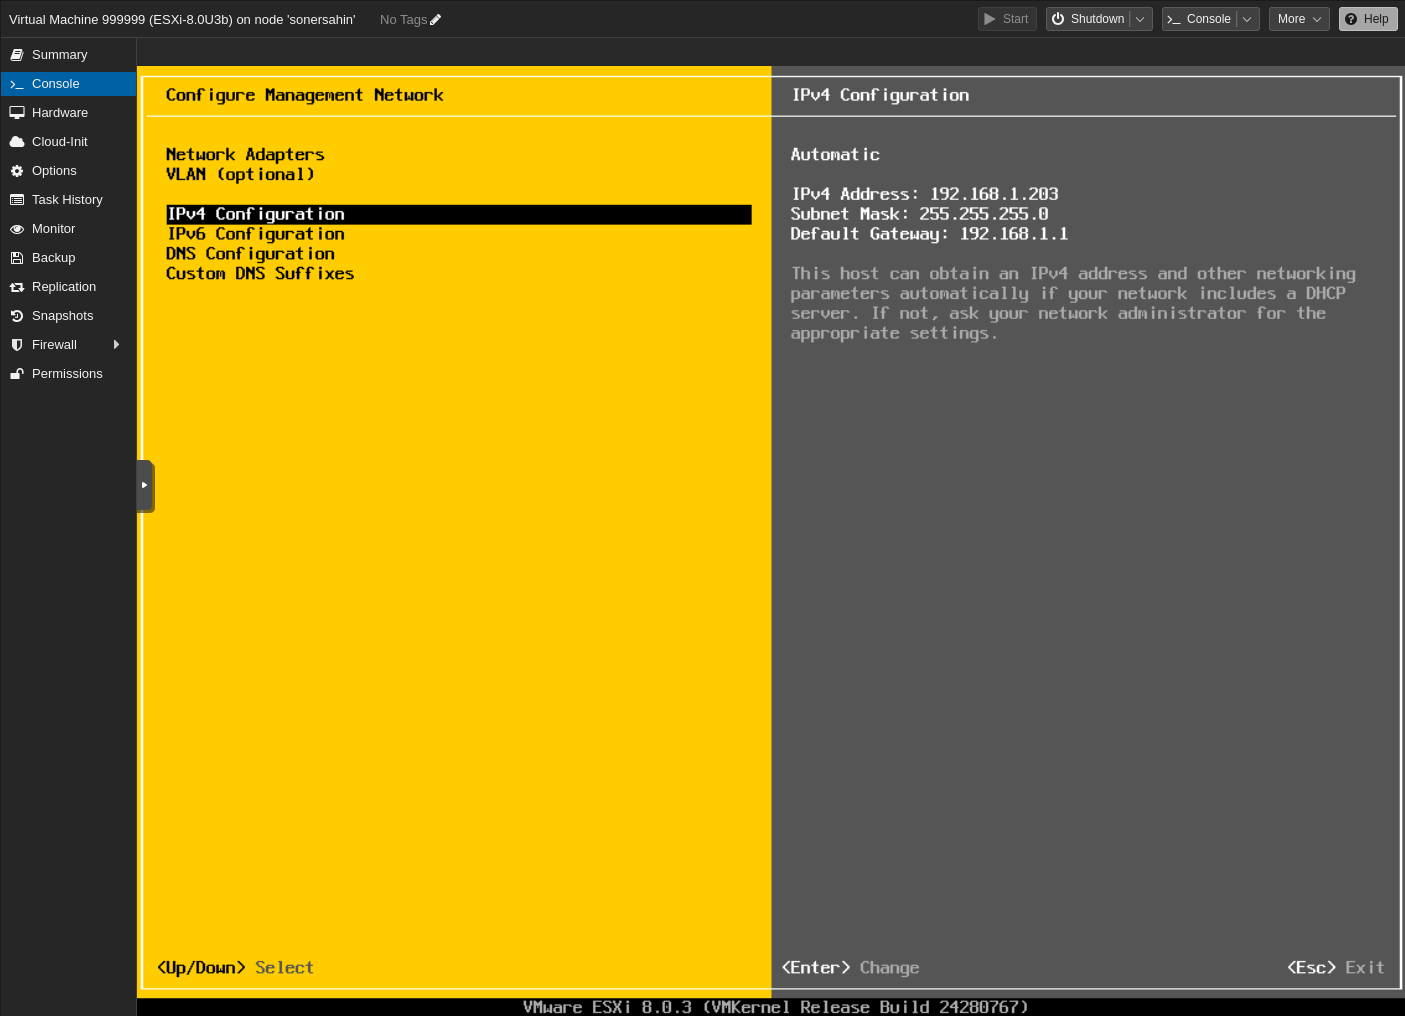 Virtual Machine 999999 (ESXi-8.0U3b) on node 'sonersahin' No Tags Start Shutdown Console More Help
Summary
Console
Hardware
Cloud-Init
Options
Task History
Monitor
Backup
Replication
Snapshots
Firewall
Permissions
Configure Management Network
Network Adapters
VLAN (optional)
IPv4 Configuration
IPv6 Configuration
DNS Configuration
Custom DNS Suffixes
<Up/Down> Select
IPv4 Configuration
Automatic
IPv4 Address: 192.168.1.203
Subnet Mask: 255.255.255.0
Default Gateway: 192.168.1.1
This host can obtain an IPv4 address and other networking
parameters automatically if your network includes a DHCP
server. If not, ask your network administrator for the
appropriate settings.
<Enter> Change <Esc> Exit
VMware ESXi 8.0.3 (VMKernel Release Build 24280767)